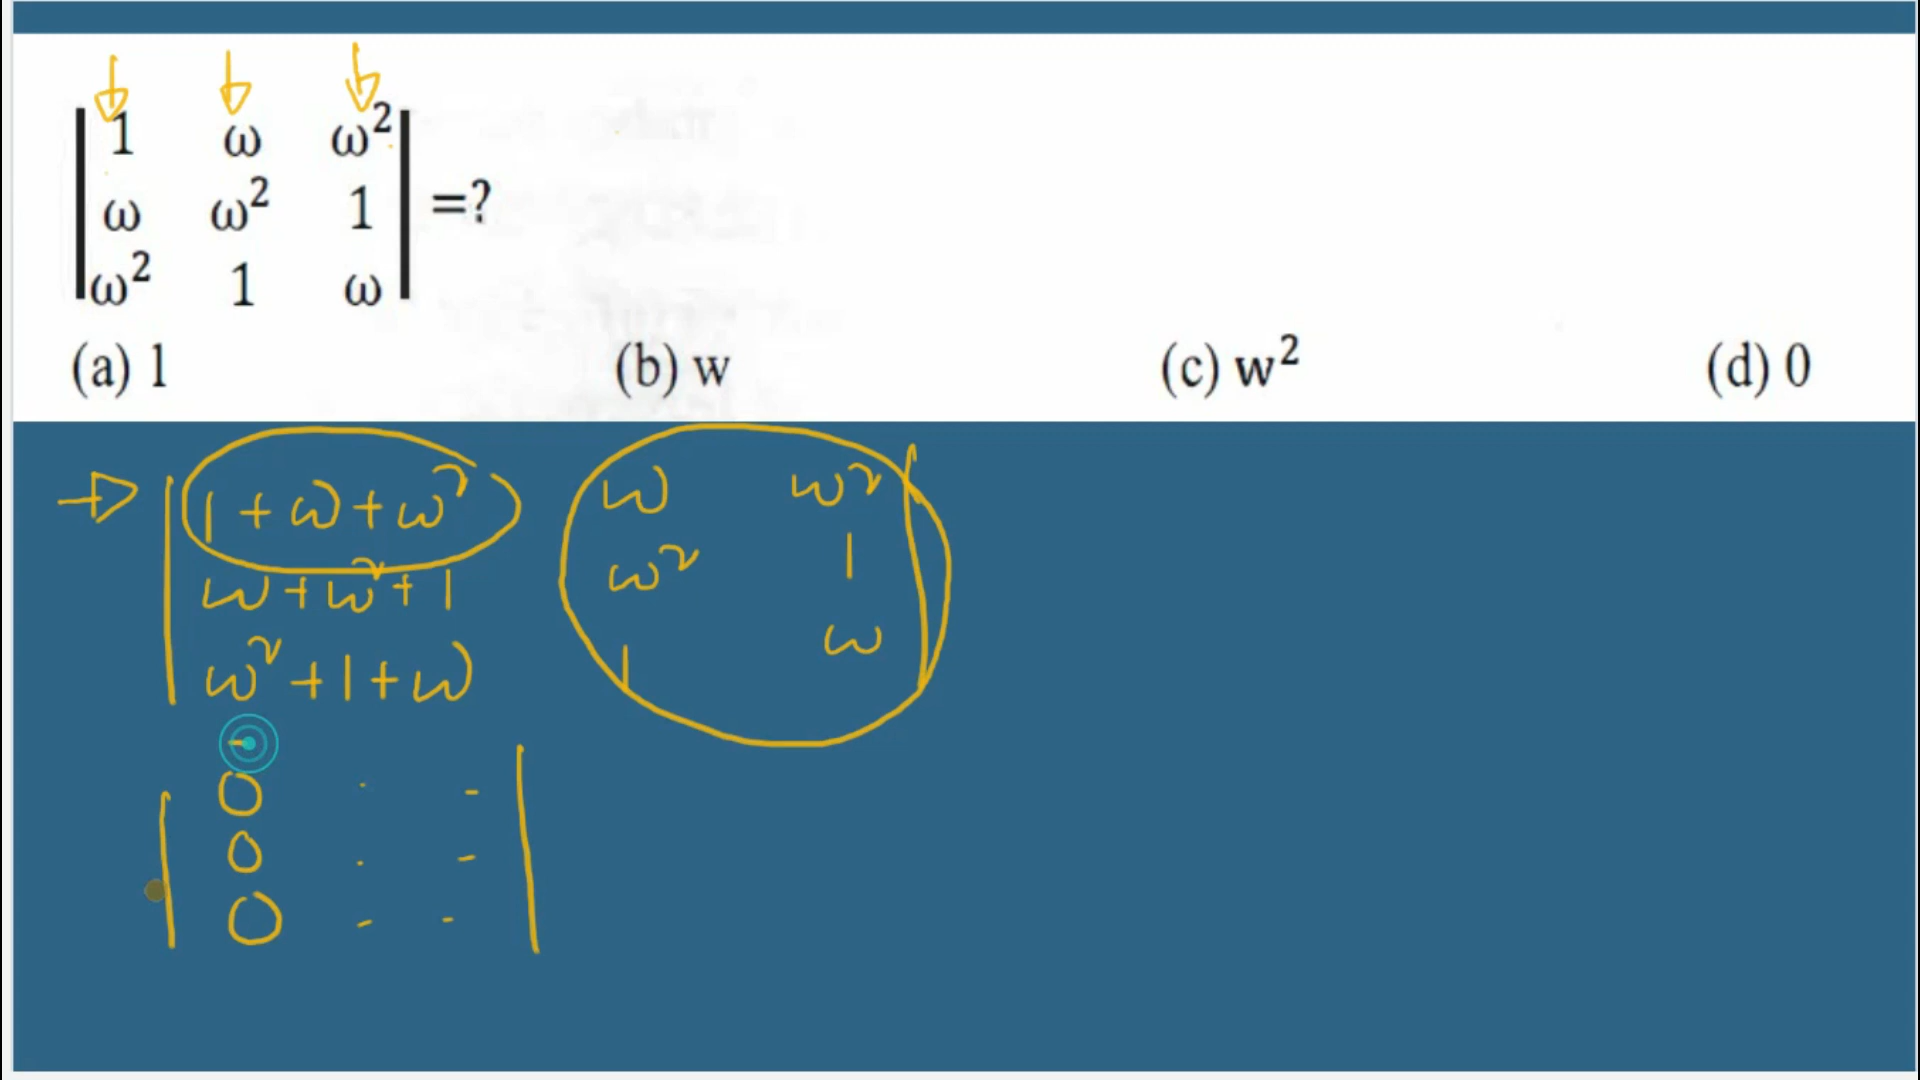 1 ω ω²
ω ω² 1 =?
ω² 1 ω
(a) 1 (b) w (c) w² (d) 0
1+ω+ω² ω ω²
ω+ω²+1 ω² 1
ω²+1+ω 1 ω
0 . -
0 . -
0 - -